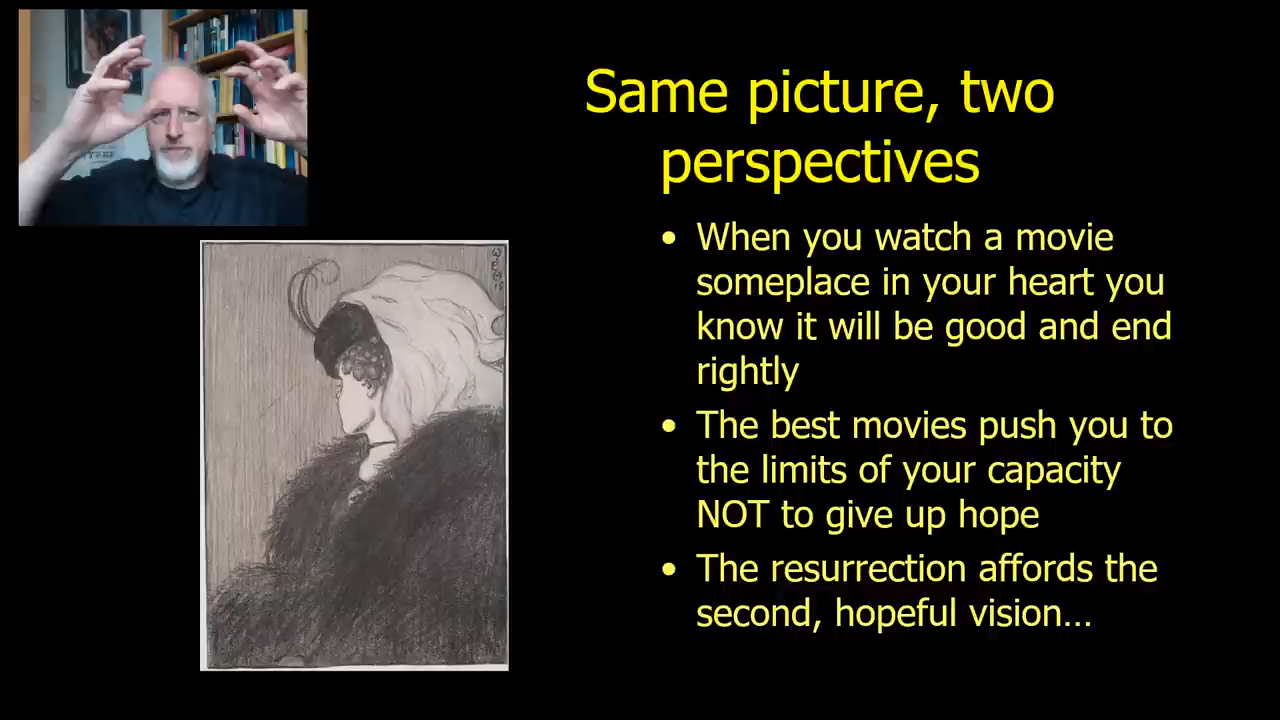 Same picture, two
perspectives
• When you watch a movie
someplace in your heart you
know it will be good and end
rightly
• The best movies push you to
the limits of your capacity
NOT to give up hope
• The resurrection affords the
second, hopeful vision…